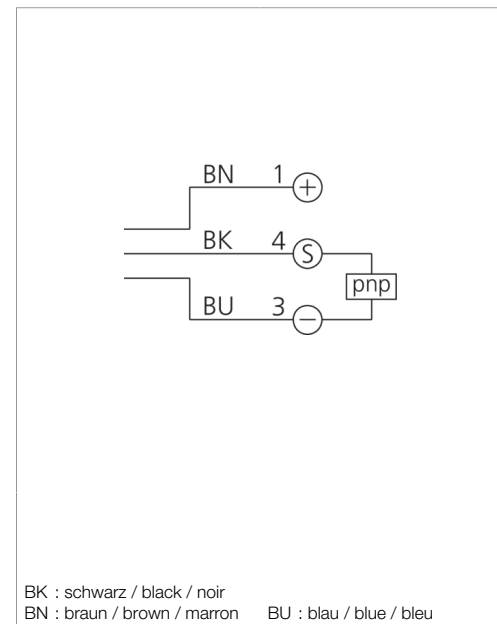 BN 1 +
BK 4 S
pnp
BU 3 −
BK : schwarz / black / noir
BN : braun / brown / marron BU : blau / blue / bleu